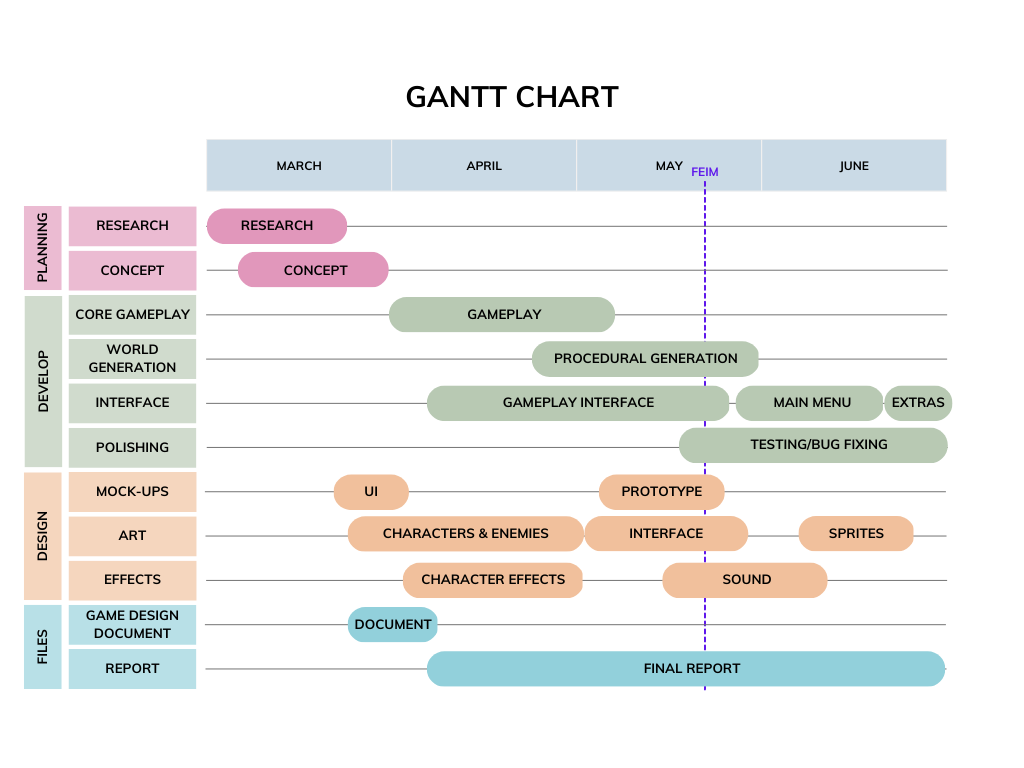 GANTT CHART
MARCH
APRIL
MAY
FEIM
JUNE
PLANNING
RESEARCH
RESEARCH
CONCEPT
CONCEPT
DEVELOP
CORE GAMEPLAY
GAMEPLAY
WORLD
GENERATION
PROCEDURAL GENERATION
INTERFACE
GAMEPLAY INTERFACE
MAIN MENU
EXTRAS
POLISHING
TESTING/BUG FIXING
DESIGN
MOCK-UPS
UI
PROTOTYPE
ART
CHARACTERS & ENEMIES
INTERFACE
SPRITES
EFFECTS
CHARACTER EFFECTS
SOUND
FILES
GAME DESIGN
DOCUMENT
DOCUMENT
REPORT
FINAL REPORT